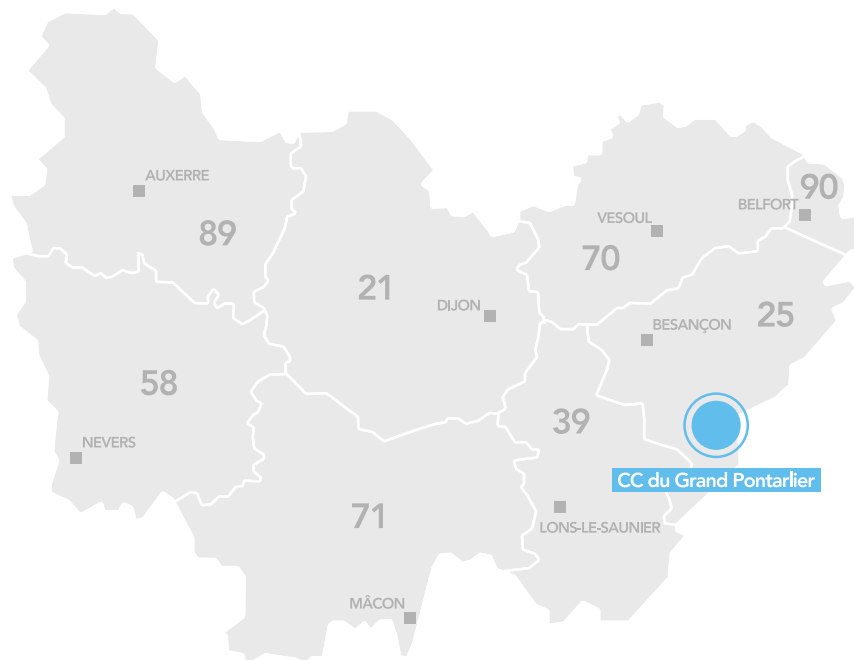 AUXERRE
89
90
BELFORT
VESOUL
70
21
DIJON
25
BESANÇON
58
NEVERS
39
CC du Grand Pontarlier
71
LONS-LE-SAUNIER
MÂCON